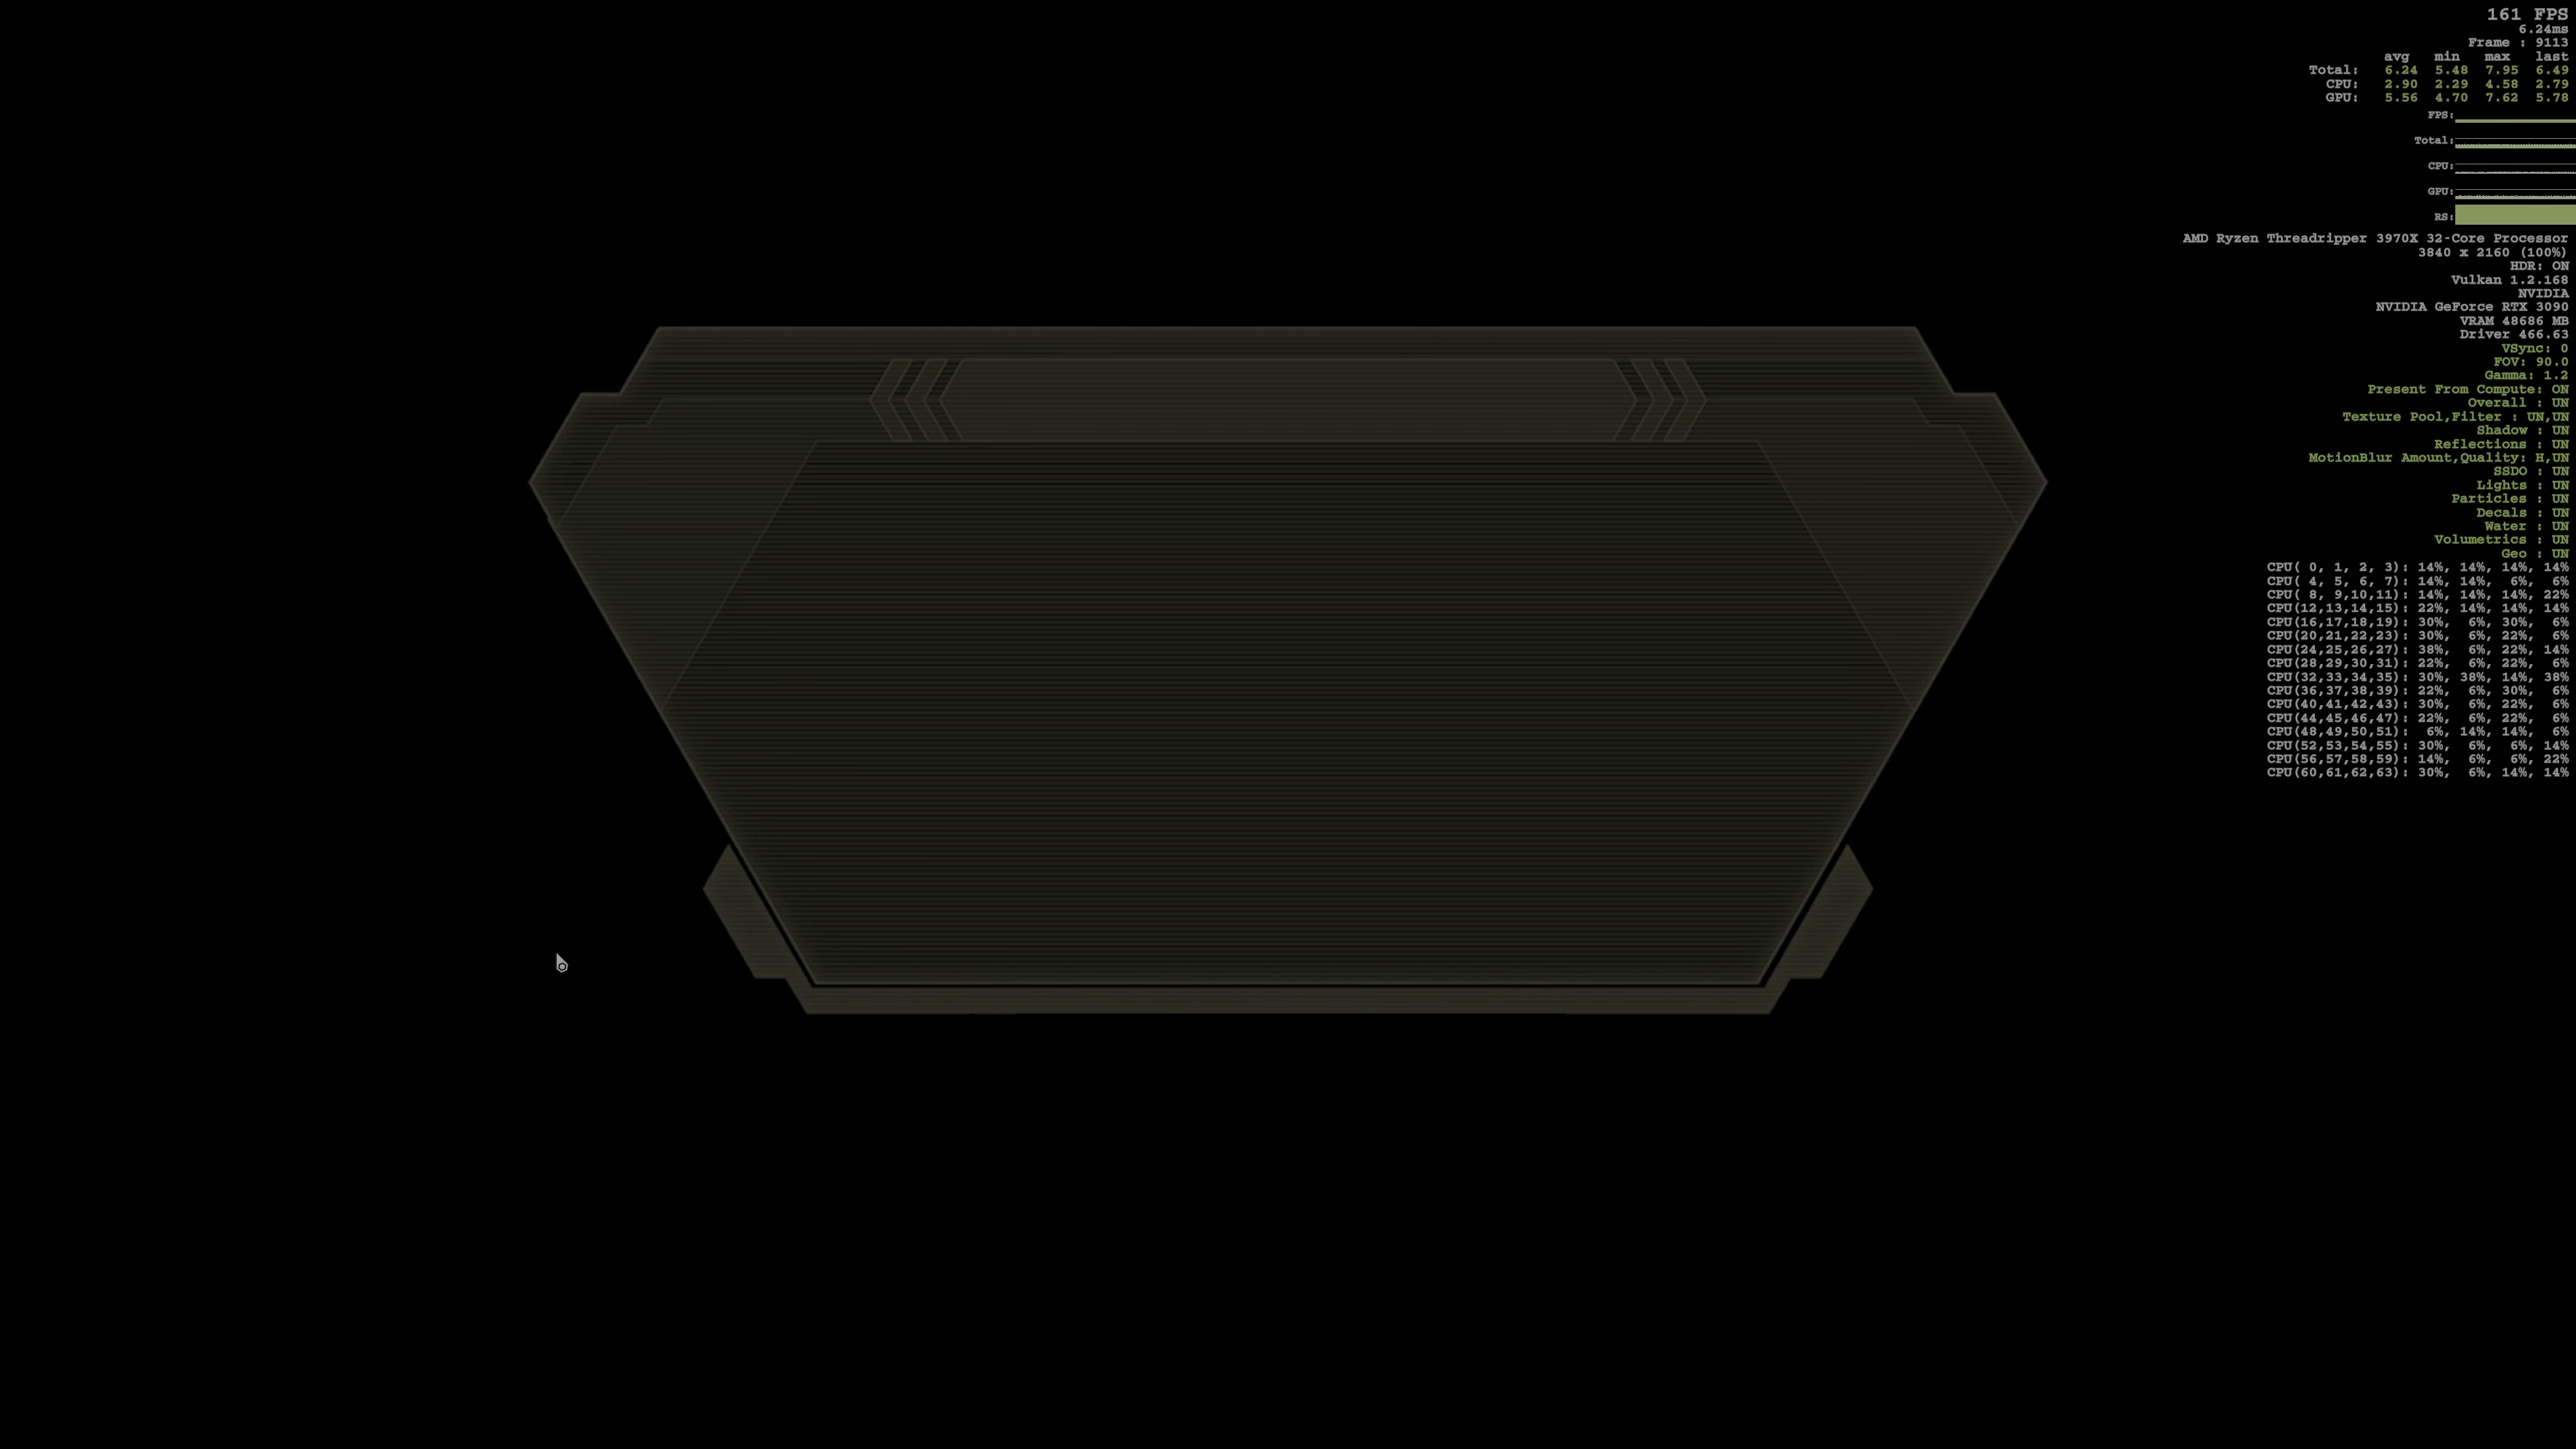 161 FPS
6.24ms
Frame : 9113
avg min max last
Total: 6.24 5.48 7.95 6.49
CPU: 2.90 2.29 4.58 2.79
GPU: 5.56 4.70 7.62 5.78
FPS:
Total:
CPU:
GPU:
RS:
AMD Ryzen Threadripper 3970X 32-Core Processor
3840 x 2160 (100%)
HDR: ON
Vulkan 1.2.168
NVIDIA
NVIDIA GeForce RTX 3090
VRAM 48686 MB
Driver 466.63
VSync: 0
FOV: 90.0
Gamma: 1.2
Present From Compute: ON
Overall : UN
Texture Pool,Filter : UN,UN
Shadow : UN
Reflections : UN
MotionBlur Amount,Quality: H,UN
SSDO : UN
Lights : UN
Particles : UN
Decals : UN
Water : UN
Volumetrics : UN
Geo : UN
CPU( 0, 1, 2, 3): 14%, 14%, 14%, 14%
CPU( 4, 5, 6, 7): 14%, 14%, 6%, 6%
CPU( 8, 9,10,11): 14%, 14%, 14%, 22%
CPU(12,13,14,15): 22%, 14%, 14%, 14%
CPU(16,17,18,19): 30%, 6%, 30%, 6%
CPU(20,21,22,23): 30%, 6%, 22%, 6%
CPU(24,25,26,27): 38%, 6%, 22%, 14%
CPU(28,29,30,31): 22%, 6%, 22%, 6%
CPU(32,33,34,35): 30%, 38%, 14%, 38%
CPU(36,37,38,39): 22%, 6%, 30%, 6%
CPU(40,41,42,43): 30%, 6%, 22%, 6%
CPU(44,45,46,47): 22%, 6%, 22%, 6%
CPU(48,49,50,51): 6%, 14%, 14%, 6%
CPU(52,53,54,55): 30%, 6%, 6%, 14%
CPU(56,57,58,59): 14%, 6%, 6%, 22%
CPU(60,61,62,63): 30%, 6%, 14%, 14%